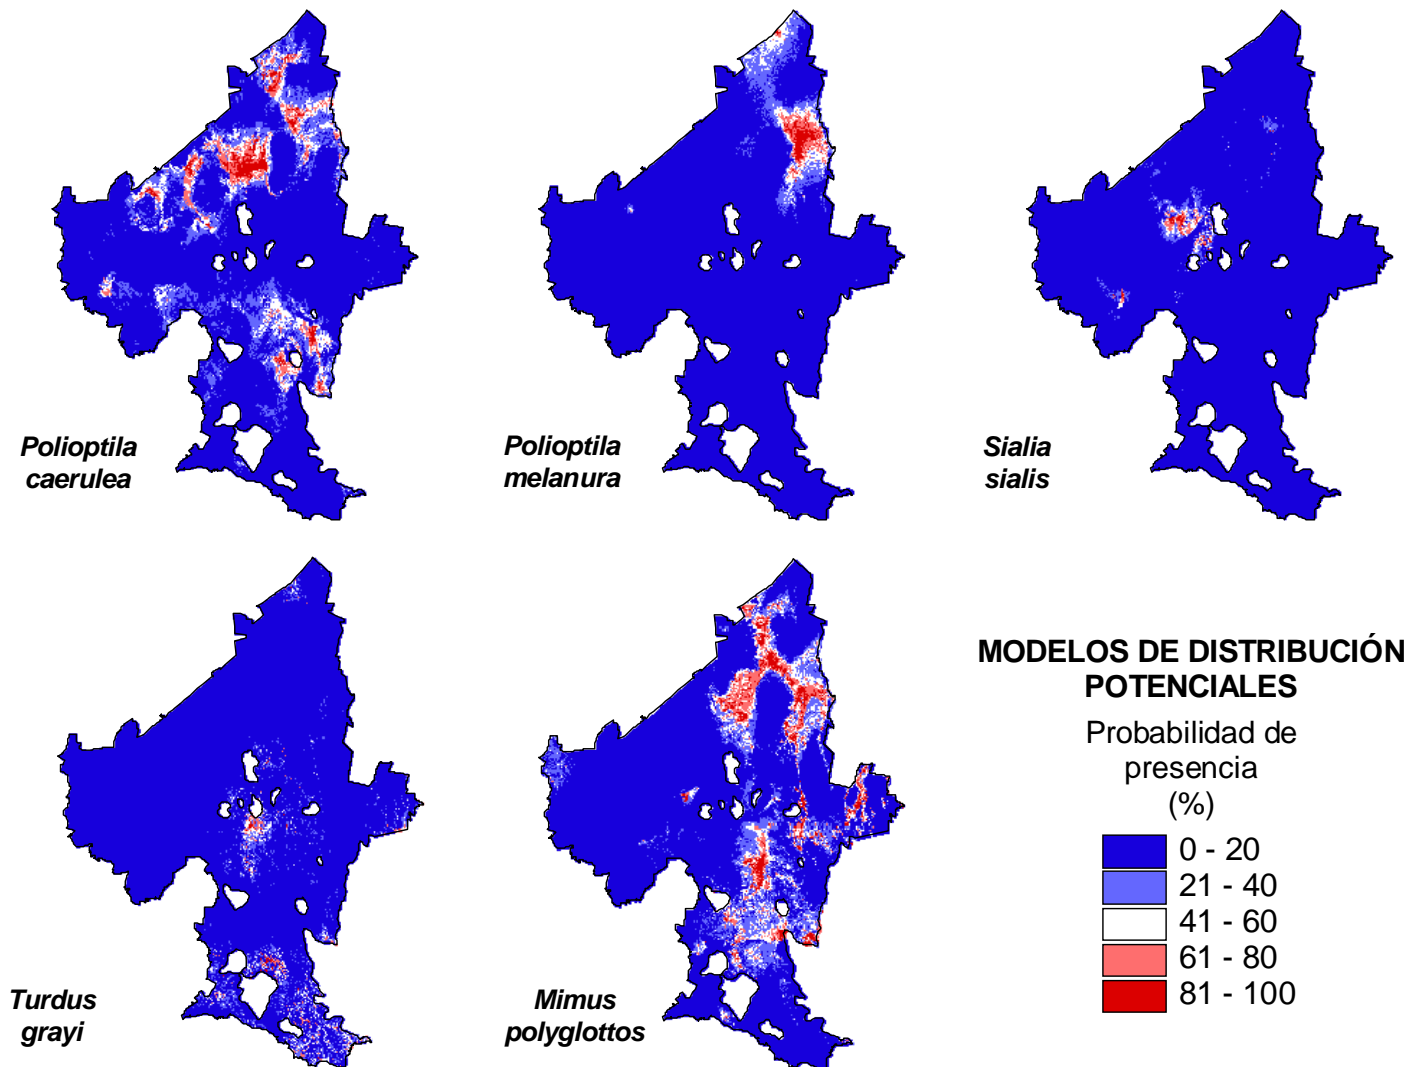 Polioptila
caerulea
Polioptila
melanura
Sialia
sialis
Turdus
grayi
Mimus
polyglottos
MODELOS DE DISTRIBUCIÓN
POTENCIALES
Probabilidad de
presencia
(%)
0 - 20
21 - 40
41 - 60
61 - 80
81 - 100